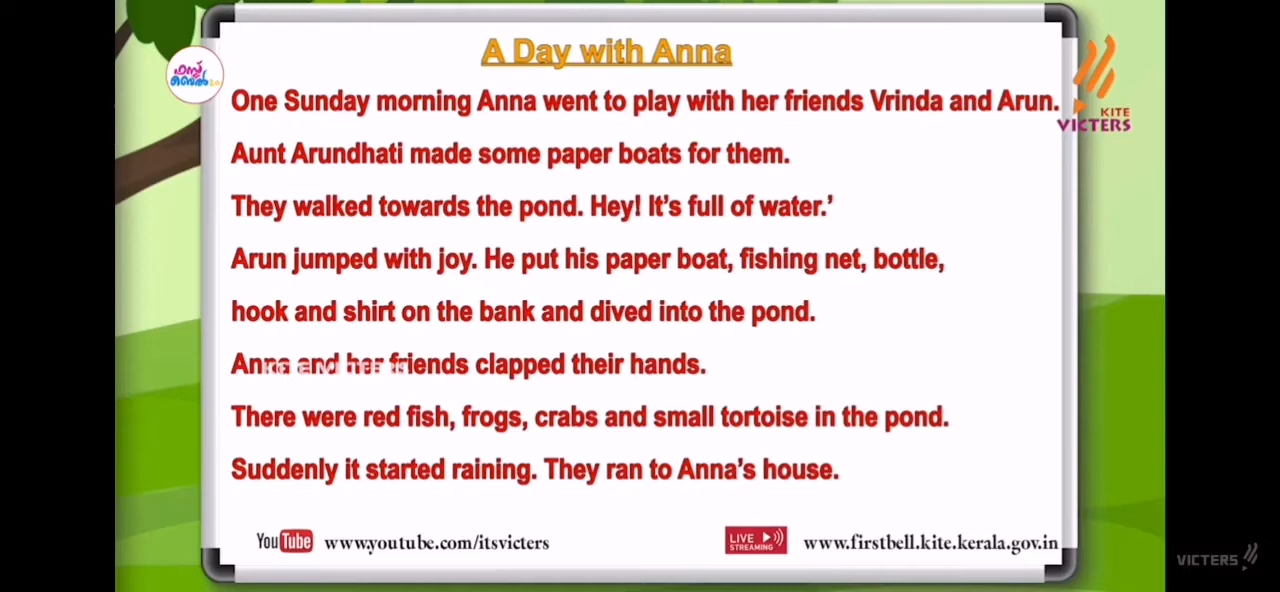 A Day with Anna
ഫസ്റ്റ്
ബെൽ 2.0
One Sunday morning Anna went to play with her friends Vrinda and Arun.
KITE
VICTERS
Aunt Arundhati made some paper boats for them.
They walked towards the pond. Hey! It's full of water.’
Arun jumped with joy. He put his paper boat, fishing net, bottle,
hook and shirt on the bank and dived into the pond.
Anna and her friends clapped their hands.
KITE VICTERS
There were red fish, frogs, crabs and small tortoise in the pond.
Suddenly it started raining. They ran to Anna’s house.
YouTube www.youtube.com/itsvicters
LIVE STREAMING www.firstbell.kite.kerala.gov.in
VICTERS